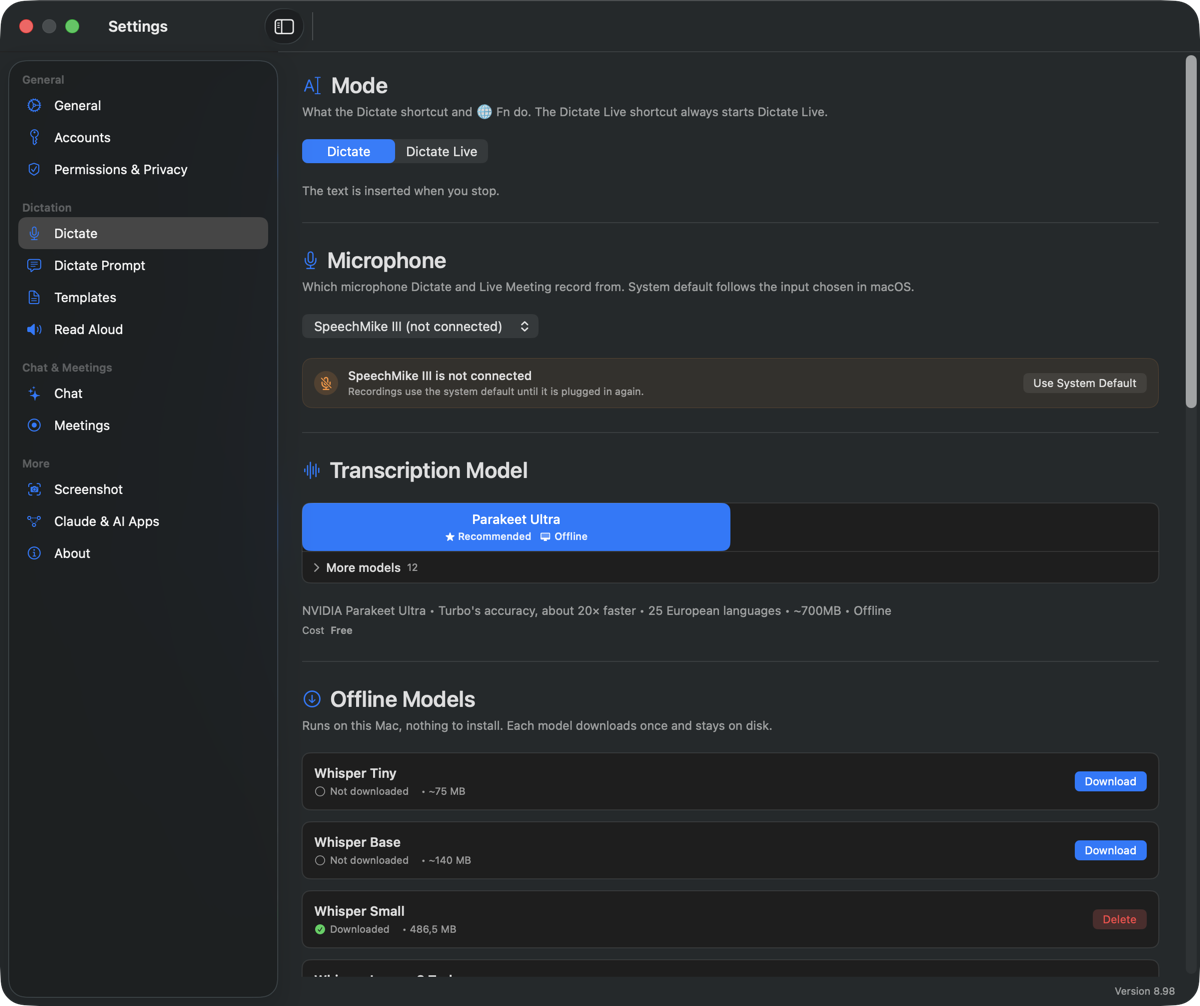 Settings
General
General
Accounts
Permissions & Privacy
Dictation
Dictate
Dictate Prompt
Templates
Read Aloud
Chat & Meetings
Chat
Meetings
More
Screenshot
Claude & AI Apps
About
Mode
What the Dictate shortcut and 🌐 Fn do. The Dictate Live shortcut always starts Dictate Live.
Dictate Dictate Live
The text is inserted when you stop.
Microphone
Which microphone Dictate and Live Meeting record from. System default follows the input chosen in macOS.
SpeechMike III (not connected)
SpeechMike III is not connected
Recordings use the system default until it is plugged in again.
Use System Default
Transcription Model
Parakeet Ultra
Recommended Offline
More models 12
NVIDIA Parakeet Ultra • Turbo's accuracy, about 20× faster • 25 European languages • ~700MB • Offline
Cost Free
Offline Models
Runs on this Mac, nothing to install. Each model downloads once and stays on disk.
Whisper Tiny
Not downloaded • ~75 MB
Download
Whisper Base
Not downloaded • ~140 MB
Download
Whisper Small
Downloaded • 486,5 MB
Delete
Version 8.98